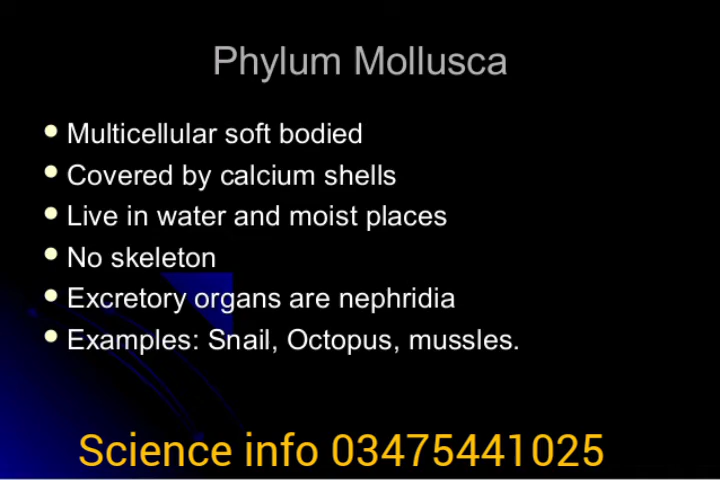 Phylum Mollusca
Multicellular soft bodied
Covered by calcium shells
Live in water and moist places
No skeleton
Excretory organs are nephridia
Examples: Snail, Octopus, mussles.
Science info 03475441025